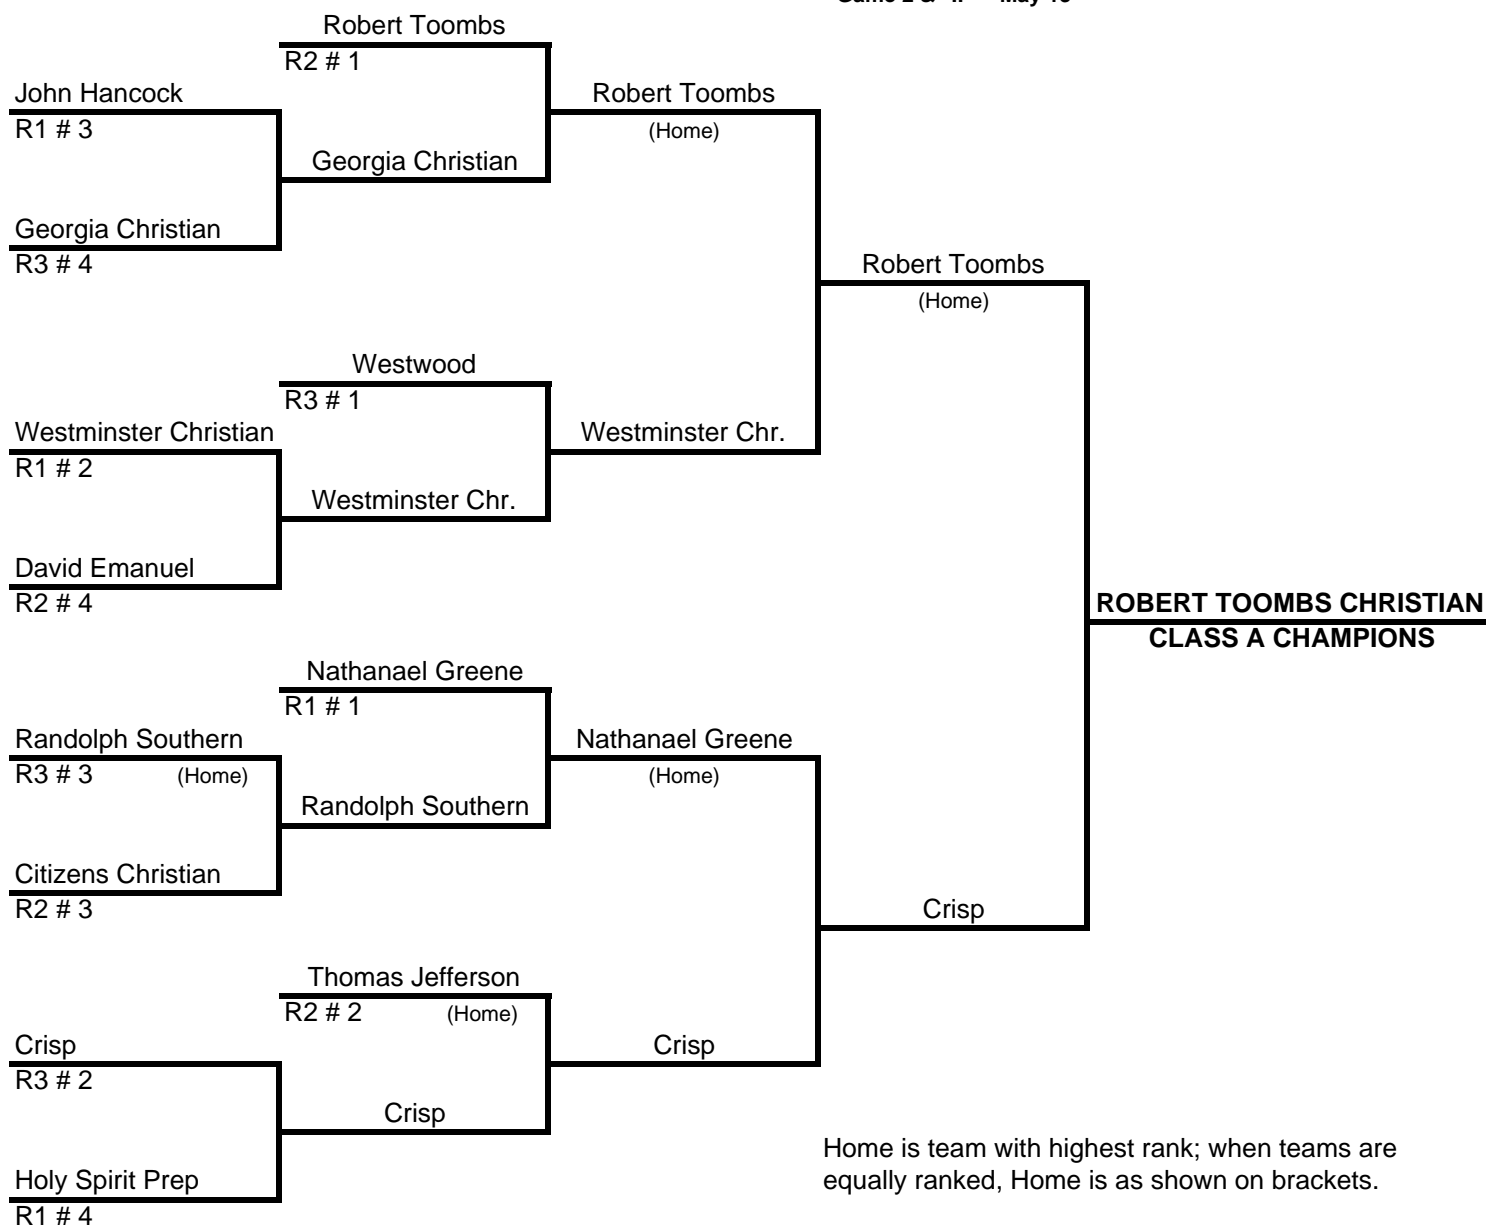 Robert Toombs
R2 # 1
John Hancock
R1 # 3
Robert Toombs
(Home)
Georgia Christian
Georgia Christian
R3 # 4
Robert Toombs
(Home)
Westwood
R3 # 1
Westminster Christian
R1 # 2
Westminster Chr.
Westminster Chr.
David Emanuel
R2 # 4
ROBERT TOOMBS CHRISTIAN
CLASS A CHAMPIONS
Nathanael Greene
R1 # 1
Randolph Southern
R3 # 3 (Home)
Nathanael Greene
(Home)
Randolph Southern
Citizens Christian
R2 # 3
Crisp
Thomas Jefferson
R2 # 2 (Home)
Crisp
R3 # 2
Crisp
Crisp
Holy Spirit Prep
R1 # 4
Home is team with highest rank; when teams are
equally ranked, Home is as shown on brackets.